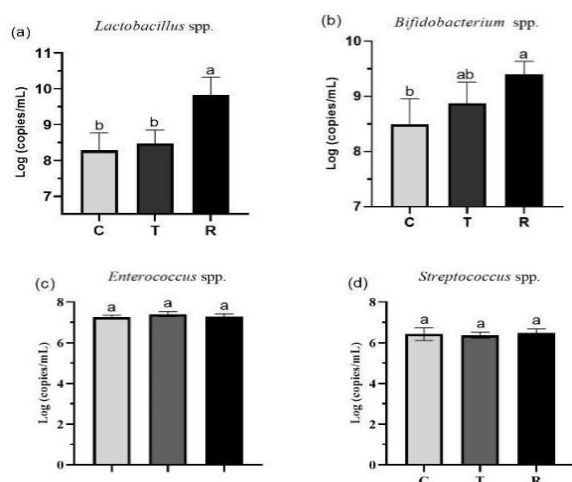 (a)
Lactobacillus spp.
Log (copies/mL)
11
10
9
8
7
b
b
a
C T R
(b)
Bifidobacterium spp.
Log (copies/mL)
9
9
8
7
b
ab
a
C T R
(c)
Enterococcus spp.
Log (copies/mL)
8
6
4
2
0
a
a
a
(d)
Streptococcus spp.
Log (copies/mL)
8
6
4
2
0
a
a
a
C T R